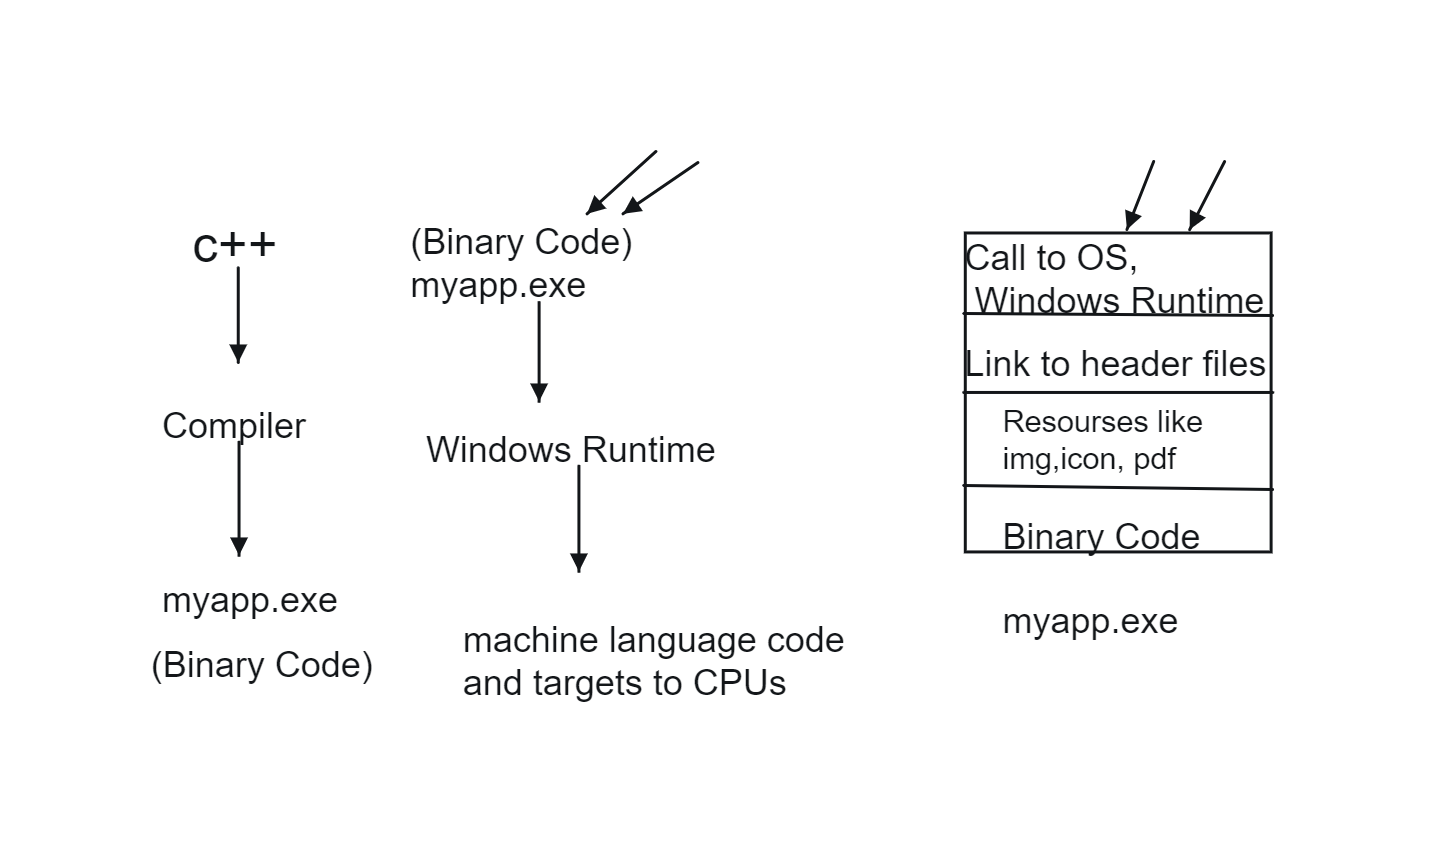 c++
Compiler
myapp.exe
(Binary Code)
(Binary Code)
myapp.exe
Windows Runtime
machine language code
and targets to CPUs
Call to OS,
Windows Runtime
Link to header files
Resourses like
img,icon, pdf
Binary Code
myapp.exe